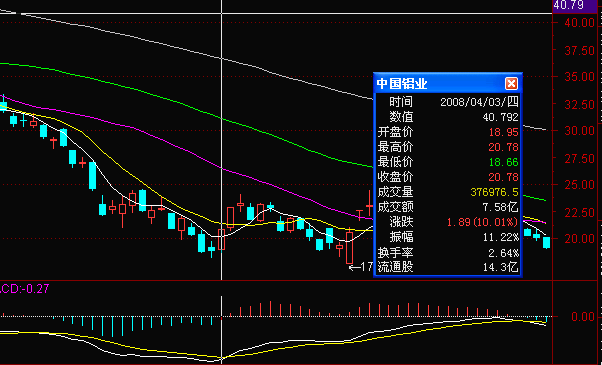 40.79
40.00
37.50
35.00
32.50
30.00
27.50
25.00
22.50
20.00
中国铝业
时间 2008/04/03/四
数值 40.792
开盘价 18.95
最高价 20.78
最低价 18.66
收盘价 20.78
成交量 376976.5
成交额 7.58亿
涨跌 1.89(10.01%)
振幅 11.22%
换手率 2.64%
流通股 14.3亿
←17
ACD:-0.27
0.00